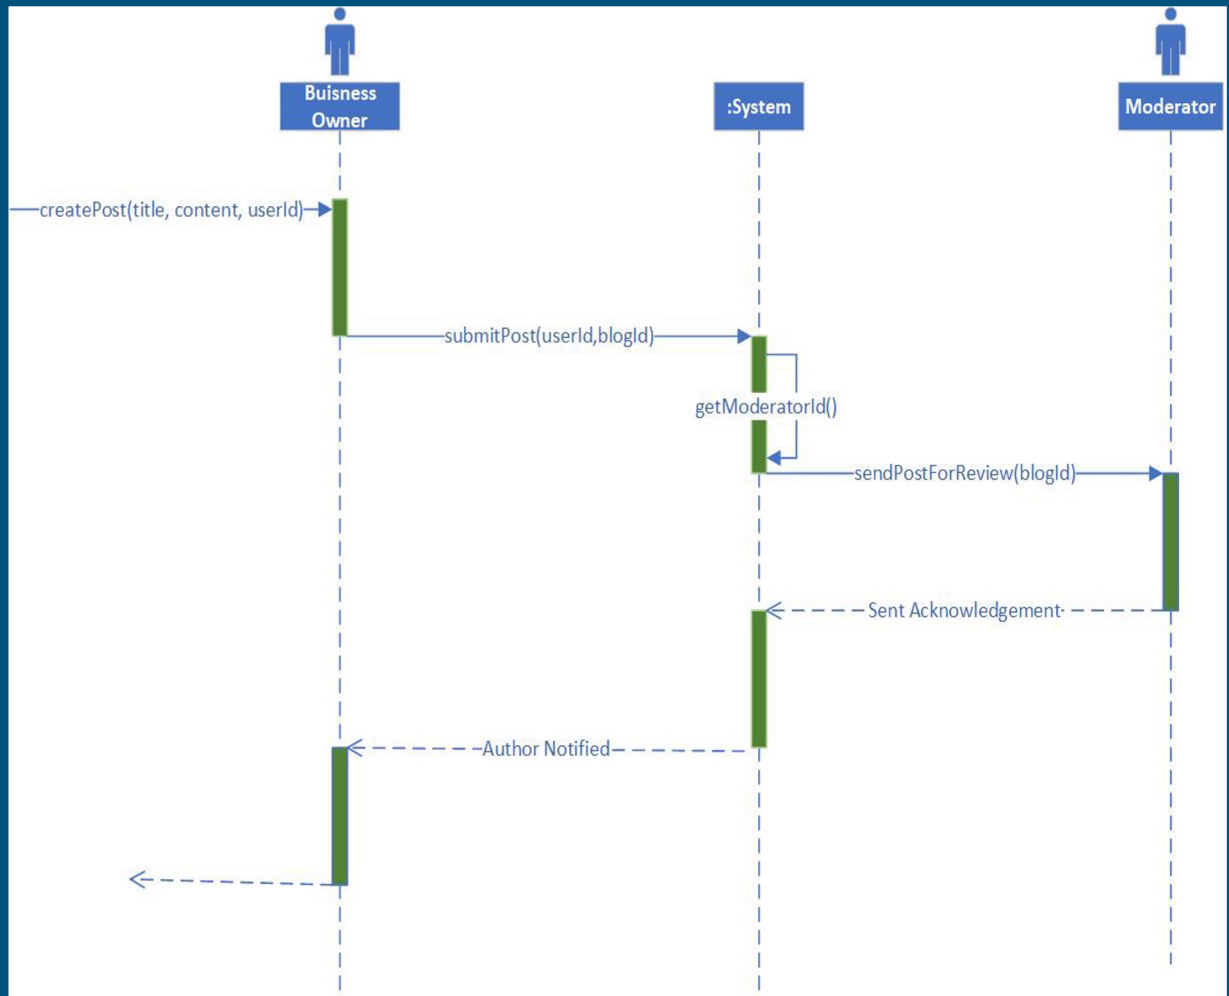 Buisness
Owner
:System
Moderator
createPost(title, content, userId)
submitPost(userId,blogId)
getModeratorId()
sendPostForReview(blogId)
Sent Acknowledgement
Author Notified